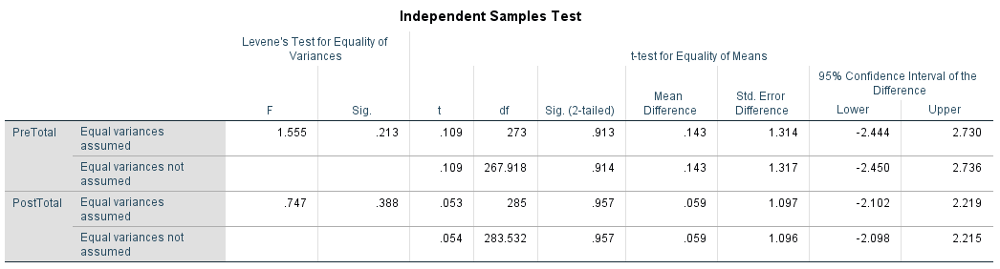 Independent Samples Test
Levene's Test for Equality of
Variances
t-test for Equality of Means
95% Confidence Interval of the
Difference
F Sig. t df Sig. (2-tailed) Mean
Difference Std. Error
Difference Lower Upper
PreTotal Equal variances
assumed 1.555 .213 .109 273 .913 .143 1.314 -2.444 2.730
Equal variances not
assumed .109 267.918 .914 .143 1.317 -2.450 2.736
PostTotal Equal variances
assumed .747 .388 .053 285 .957 .059 1.097 -2.102 2.219
Equal variances not
assumed .054 283.532 .957 .059 1.096 -2.098 2.215